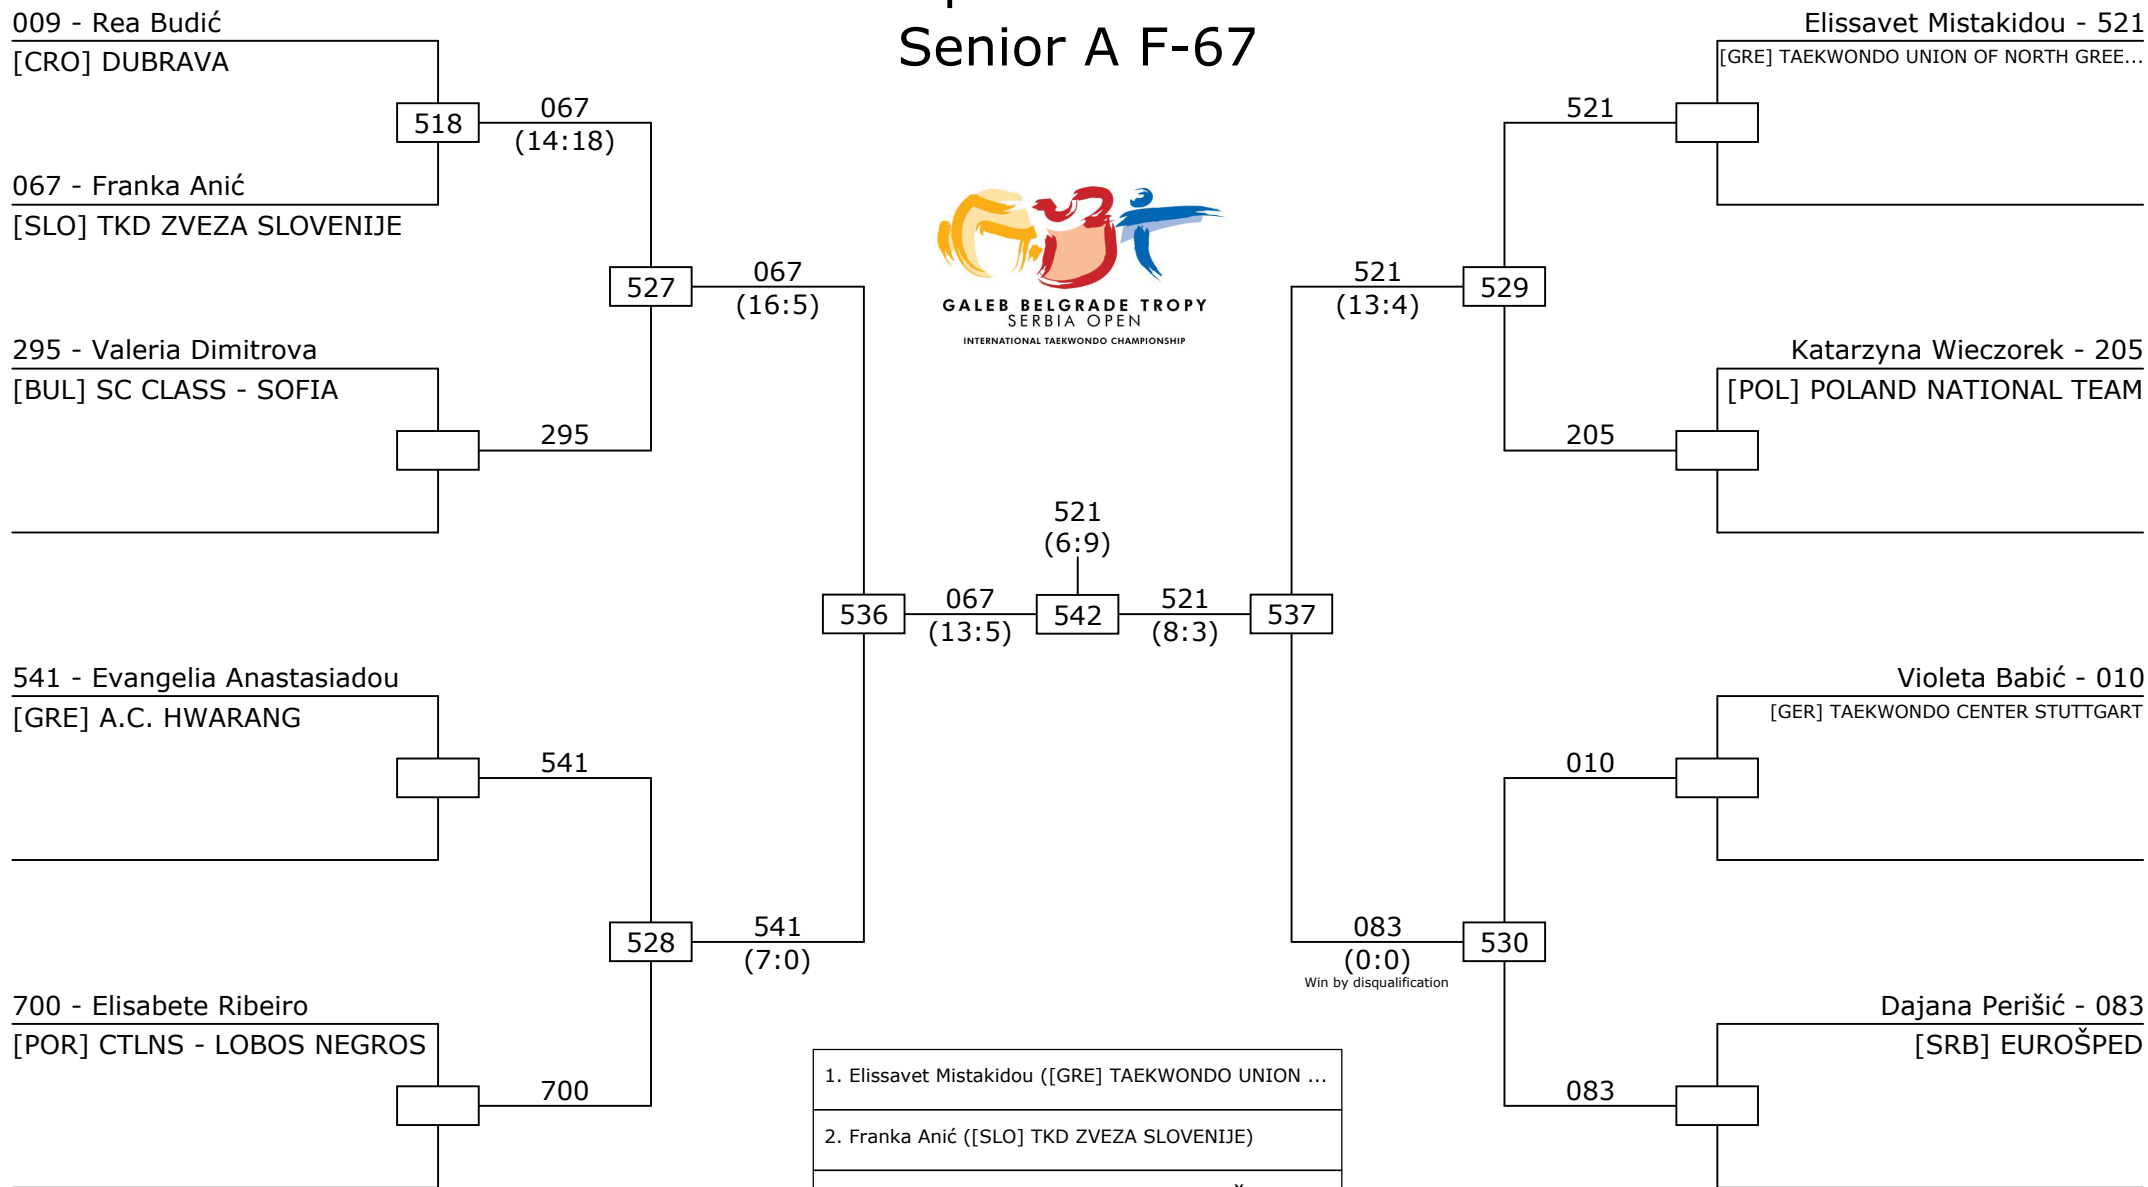 Senior A F-67
009 - Rea Budić
[CRO] DUBRAVA
518
067
(14:18)
067 - Franka Anić
[SLO] TKD ZVEZA SLOVENIJE
527
067
(16:5)
295 - Valeria Dimitrova
[BUL] SC CLASS - SOFIA
295
541 - Evangelia Anastasiadou
[GRE] A.C. HWARANG
541
528
541
(7:0)
700 - Elisabete Ribeiro
[POR] CTLNS - LOBOS NEGROS
700
GALEB BELGRADE TROPY
SERBIA OPEN
INTERNATIONAL TAEKWONDO CHAMPIONSHIP
521
(6:9)
536
067
(13:5)
542
521
(8:3)
537
Elissavet Mistakidou - 521
[GRE] TAEKWONDO UNION OF NORTH GREE...
521
521
(13:4)
529
Katarzyna Wieczorek - 205
[POL] POLAND NATIONAL TEAM
205
Violeta Babić - 010
[GER] TAEKWONDO CENTER STUTTGART
010
083
(0:0)
Win by disqualification
530
Dajana Perišić - 083
[SRB] EUROŠPED
083
1. Elissavet Mistakidou ([GRE] TAEKWONDO UNION ...
2. Franka Anić ([SLO] TKD ZVEZA SLOVENIJE)